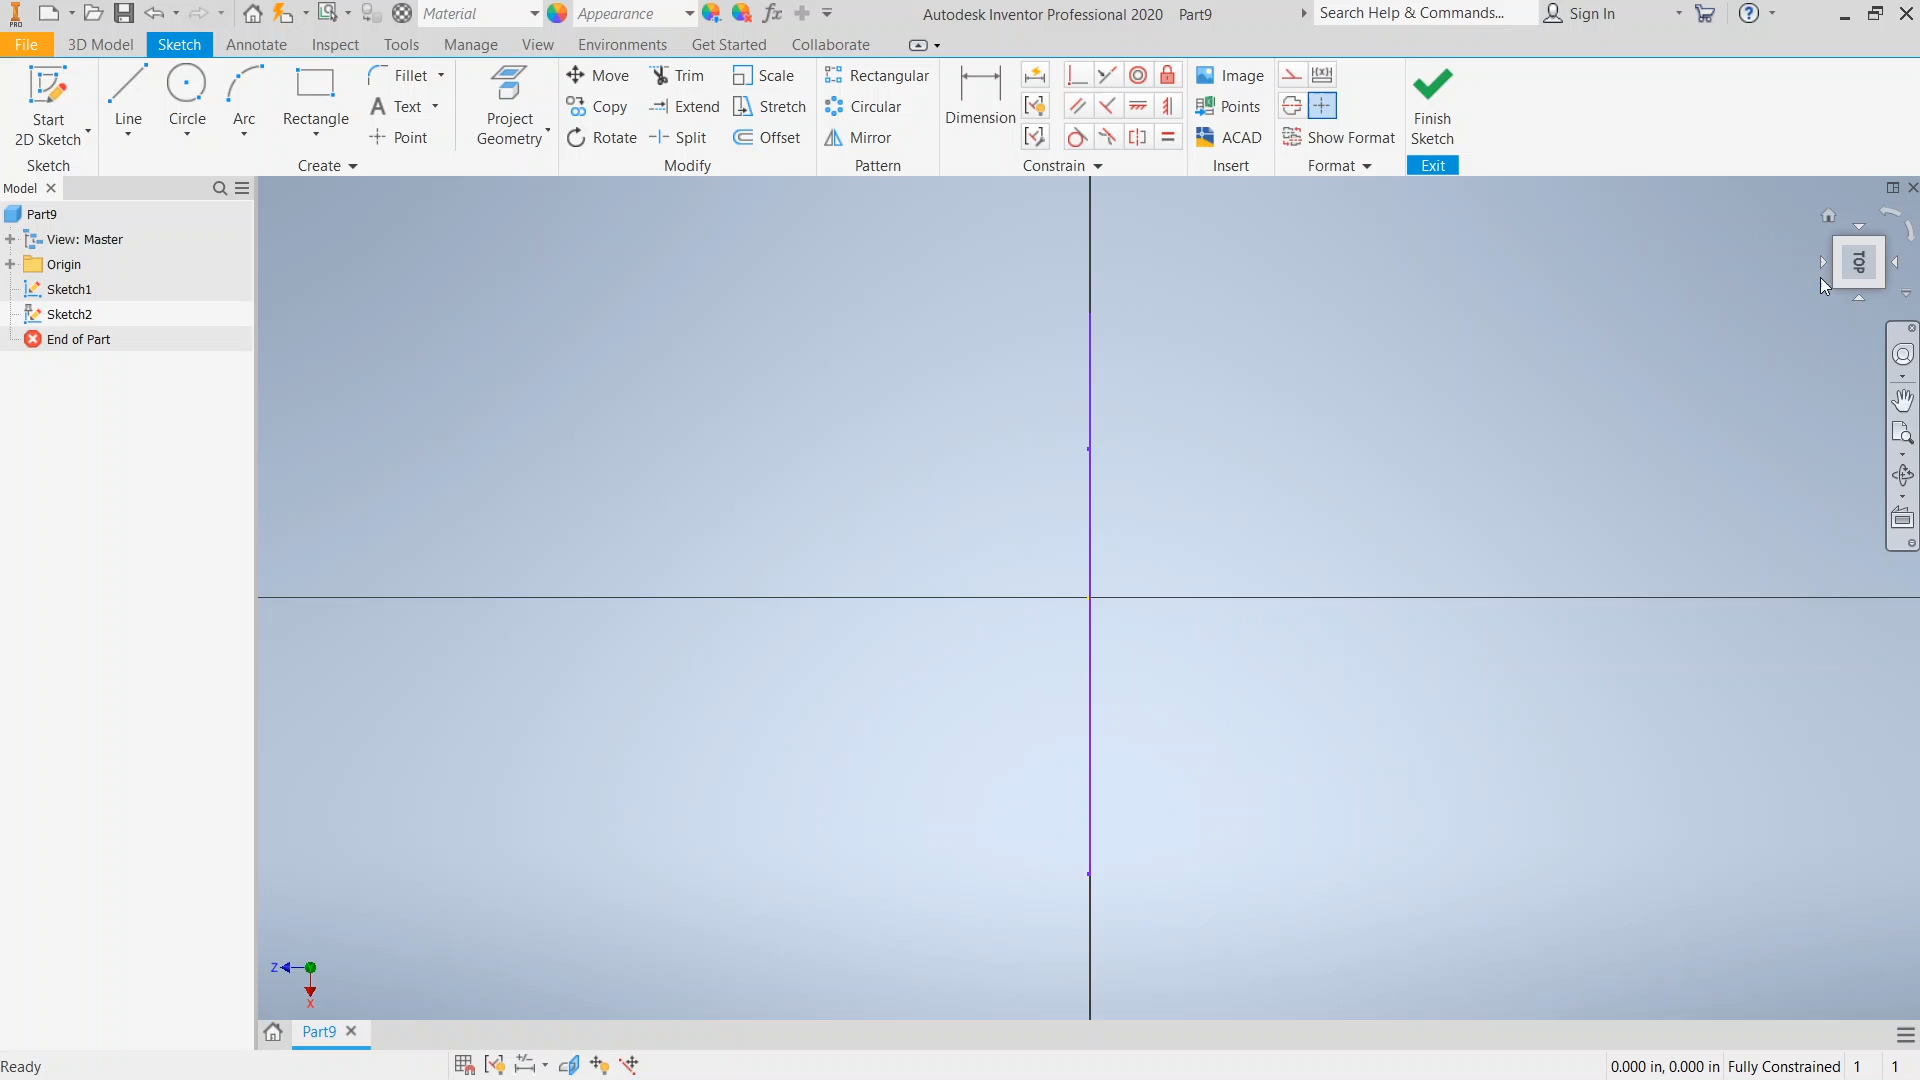 PRO
Material
Appearance
Autodesk Inventor Professional 2020 Part9
Search Help & Commands...
Sign In
File
3D Model
Sketch
Annotate
Inspect
Tools
Manage
View
Environments
Get Started
Collaborate
Start
2D Sketch
Line
Circle
Arc
Rectangle
Fillet
Text
Point
Project
Geometry
Move
Copy
Rotate
Trim
Extend
Split
Scale
Stretch
Offset
Rectangular
Circular
Mirror
Dimension
Image
Points
ACAD
Show Format
Finish
Sketch
Sketch
Create
Modify
Pattern
Constrain
Insert
Format
Exit
Model
Part9
View: Master
Origin
Sketch1
Sketch2
End of Part
TOP
Z
X
Part9
Ready
0.000 in, 0.000 in
Fully Constrained
1
1